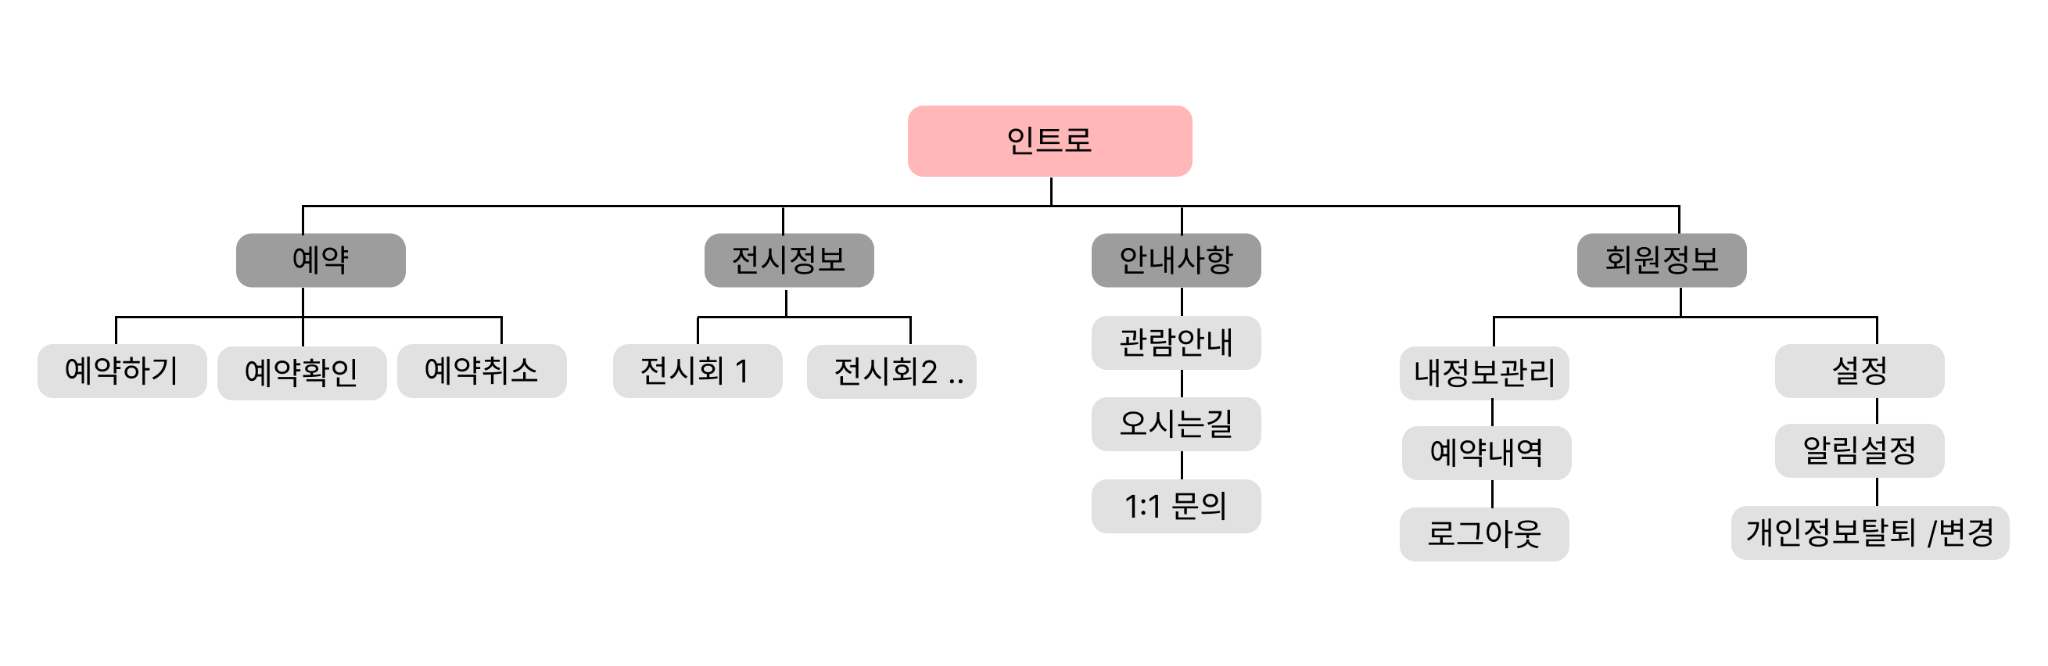 인트로
예약
전시정보
안내사항
회원정보
예약하기
예약확인
예약취소
전시회 1
전시회2 ..
관람안내
오시는길
1:1 문의
내정보관리
예약내역
로그아웃
설정
알림설정
개인정보탈퇴 /변경